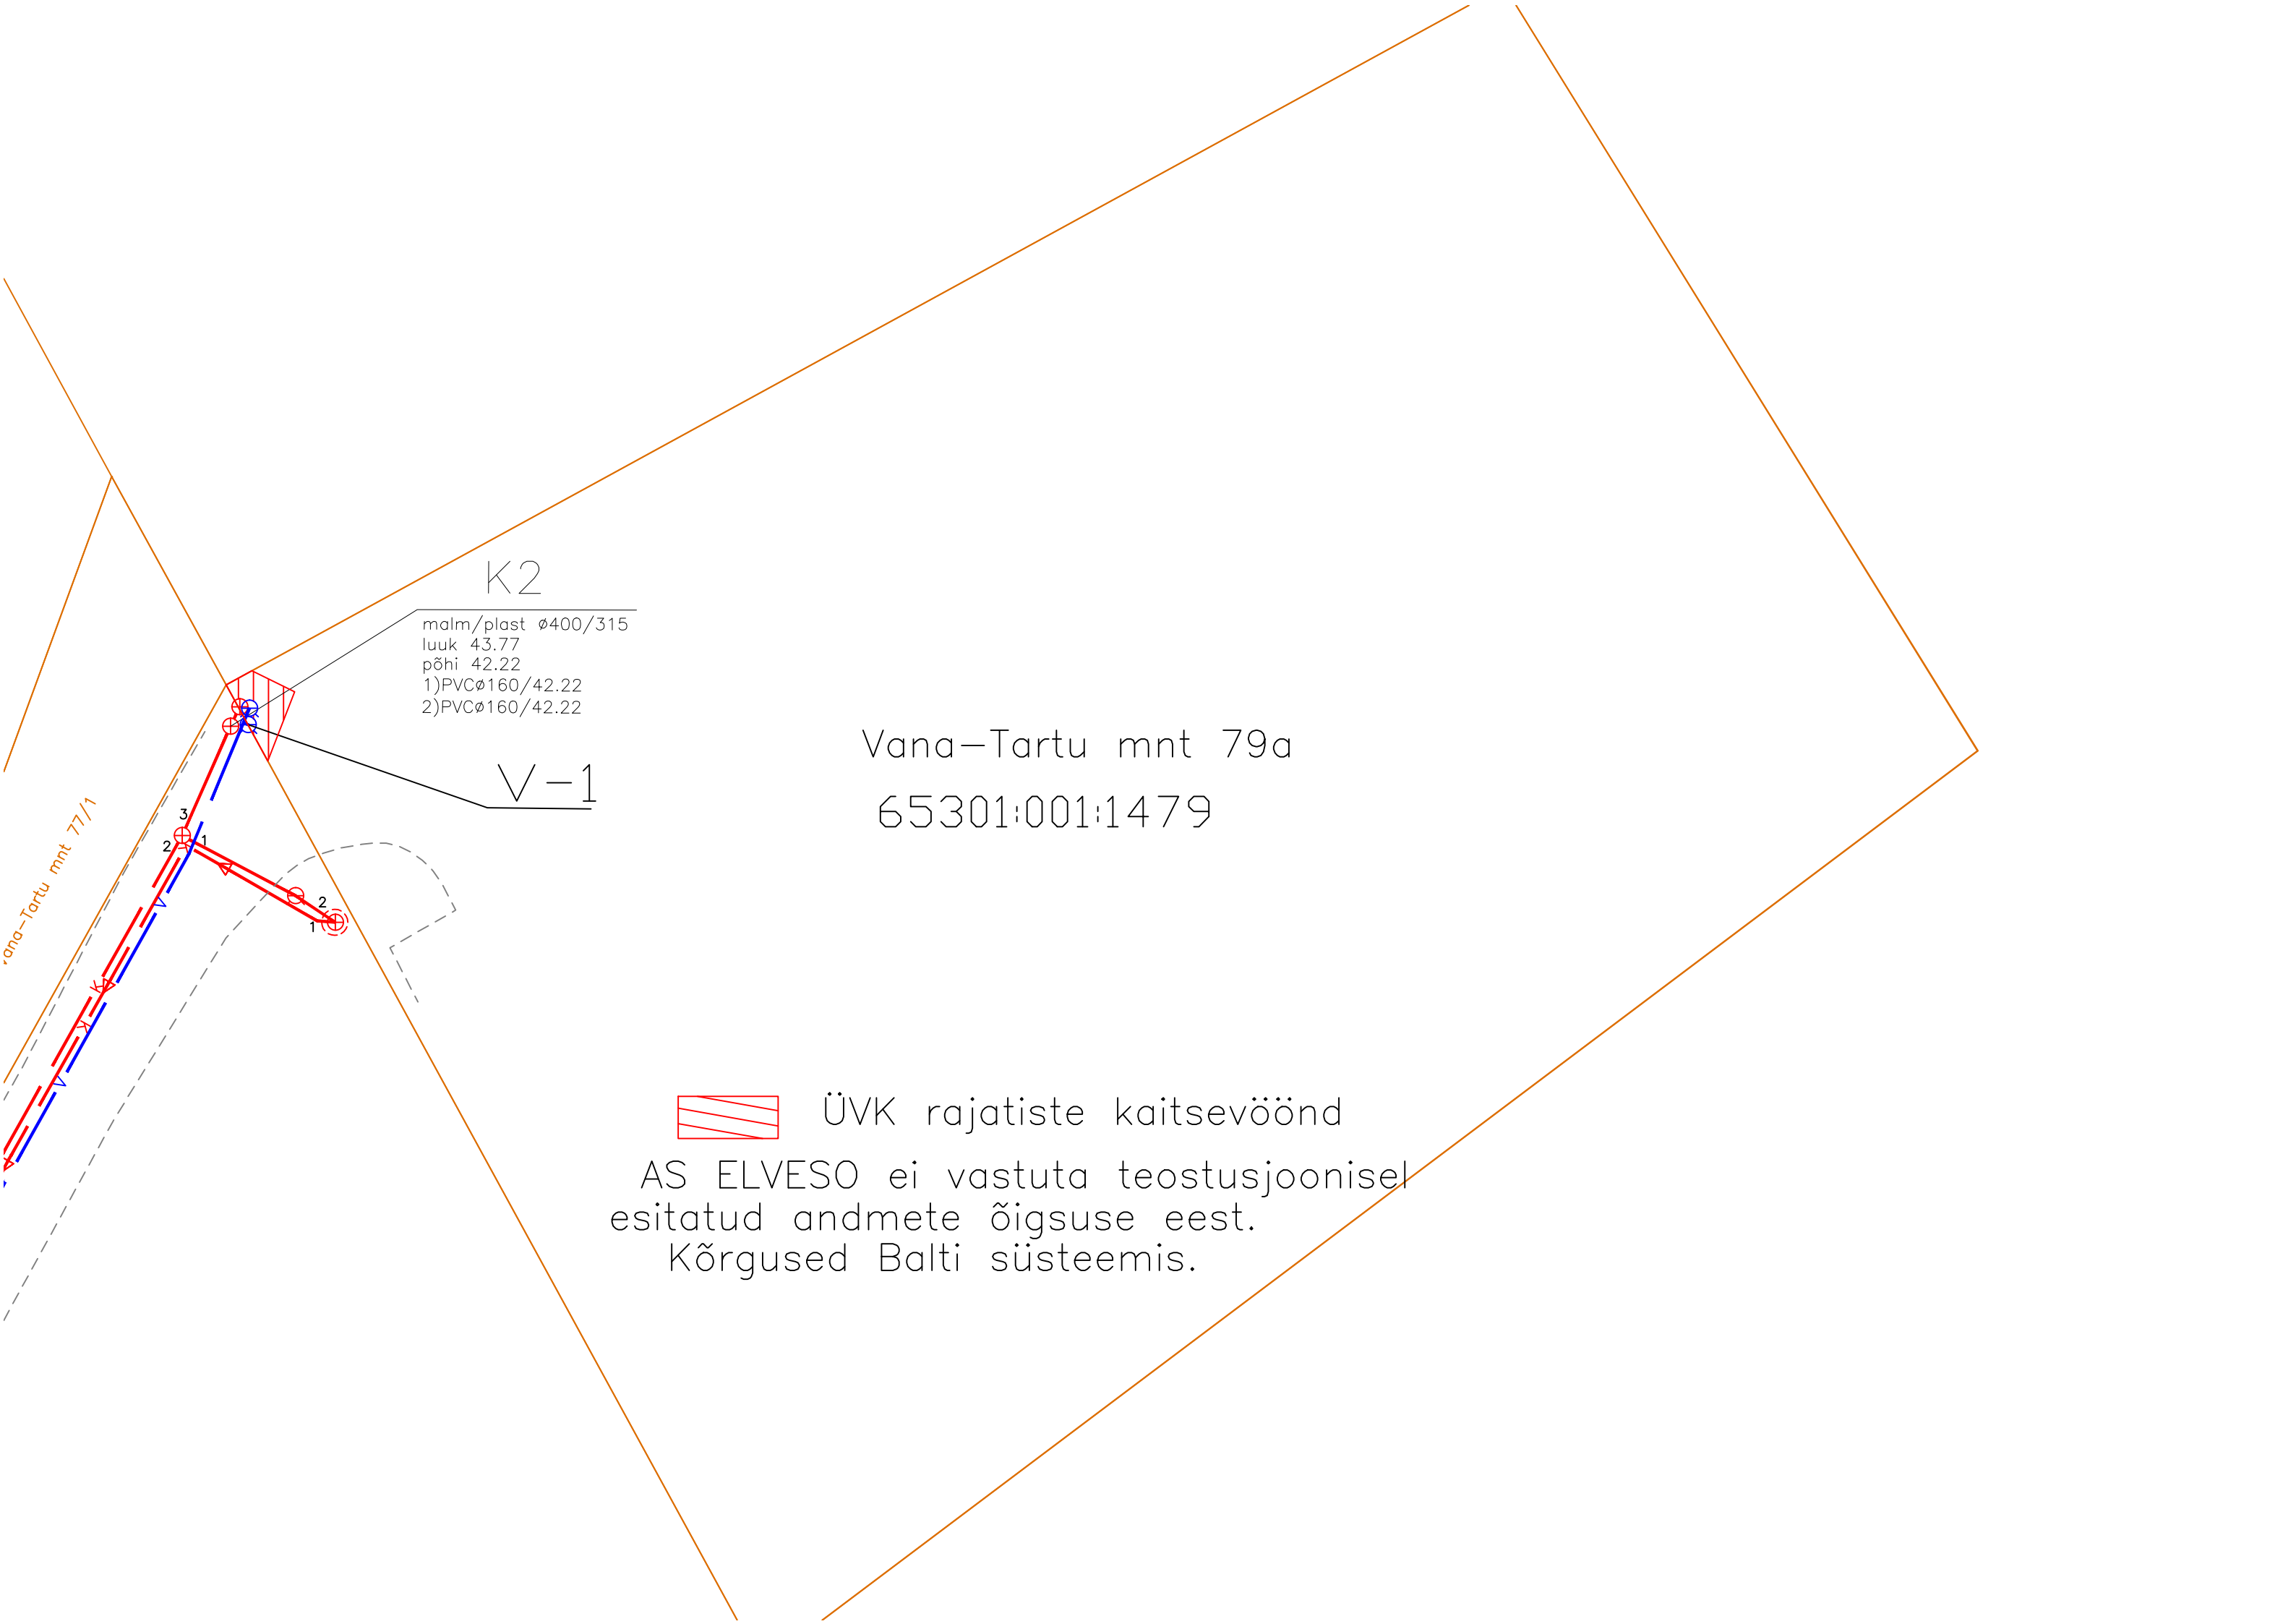 K2
malm/plast ø400/315
luuk 43.77
põhi 42.22
1)PVCø160/42.22
2)PVCø160/42.22
V-1
Vana-Tartu mnt 79a
65301:001:1479
mnt 77/1
3
2
1
2
1
K
K
V
V
ÜVK rajatiste kaitsevöönd
AS ELVESO ei vastuta teostusjoonisel
esitatud andmete õigsuse eest.
Kõrgused Balti süsteemis.